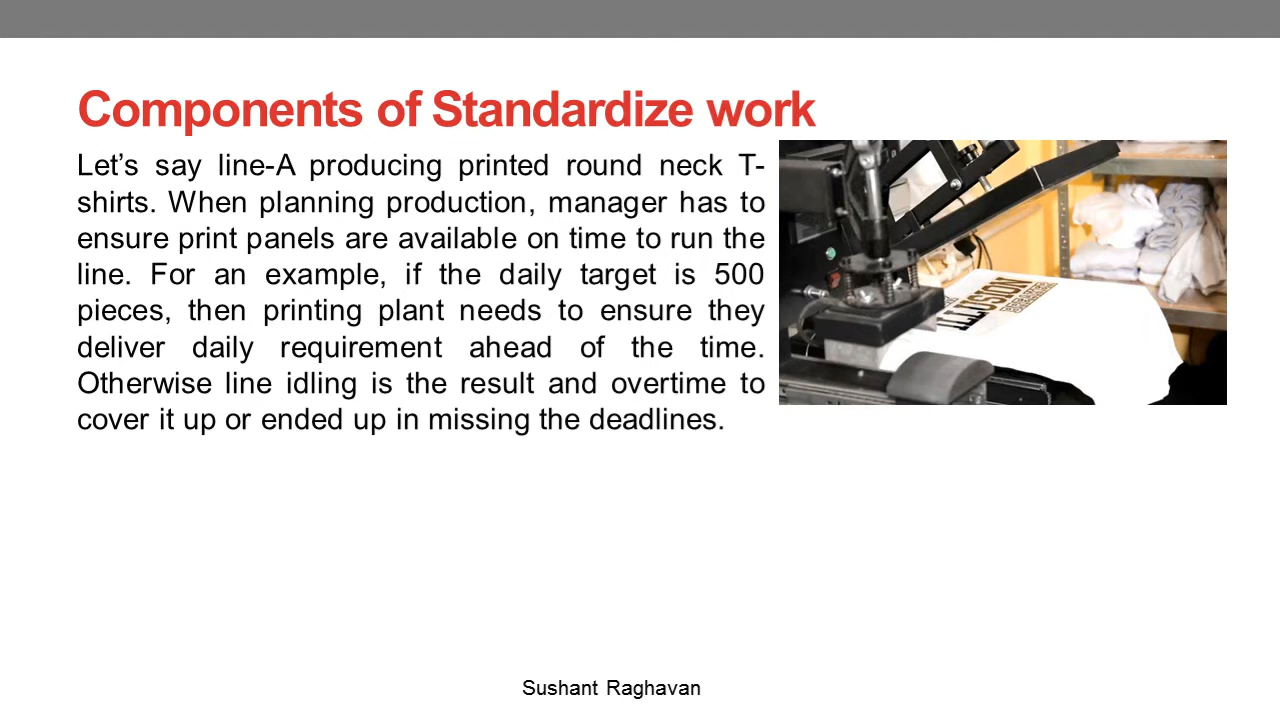 Components of Standardize work
Let’s say line-A producing printed round neck T-
shirts. When planning production, manager has to
ensure print panels are available on time to run the
line. For an example, if the daily target is 500
pieces, then printing plant needs to ensure they
deliver daily requirement ahead of the time.
Otherwise line idling is the result and overtime to
cover it up or ended up in missing the deadlines.
ILLUSION
Sushant Raghavan